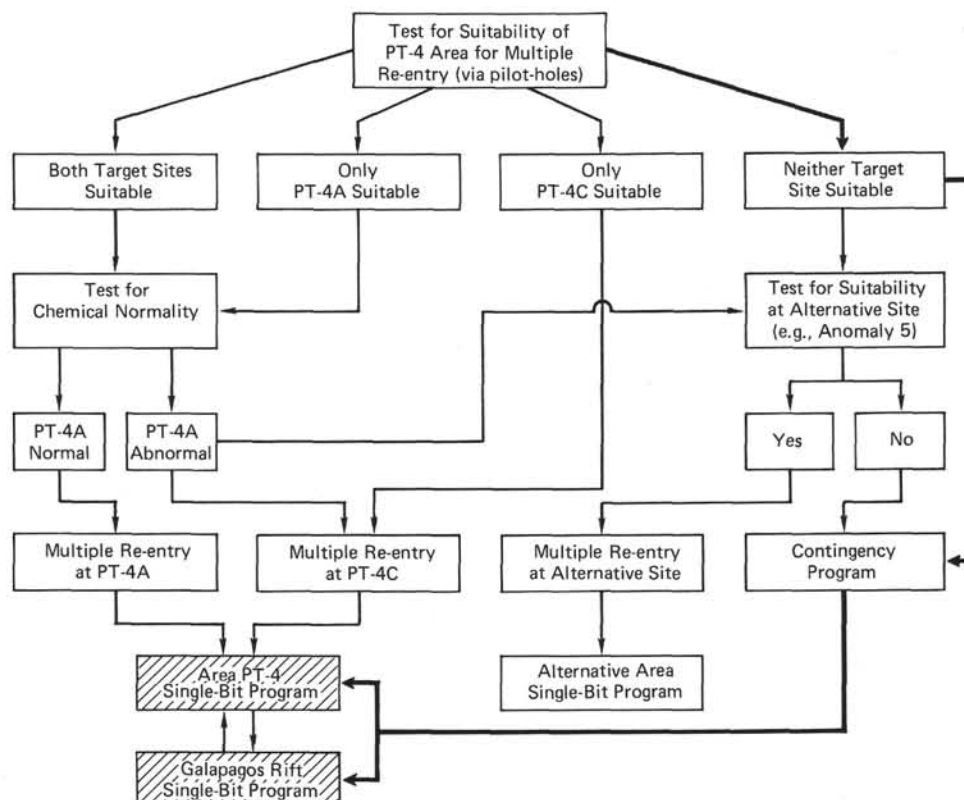 Test for Suitability of
PT-4 Area for Multiple
Re-entry (via pilot-holes)
Both Target Sites
Suitable
Only
PT-4A Suitable
Only
PT-4C Suitable
Neither Target
Site Suitable
Test for
Chemical Normality
Test for Suitability
at Alternative Site
(e.g., Anomaly 5)
PT-4A
Normal
PT-4A
Abnormal
Yes
No
Multiple Re-entry
at PT-4A
Multiple Re-entry
at PT-4C
Multiple Re-entry
at Alternative Site
Contingency
Program
Area PT-4
Single-Bit Program
Alternative Area
Single-Bit Program
Galapagos Rift
Single-Bit Program